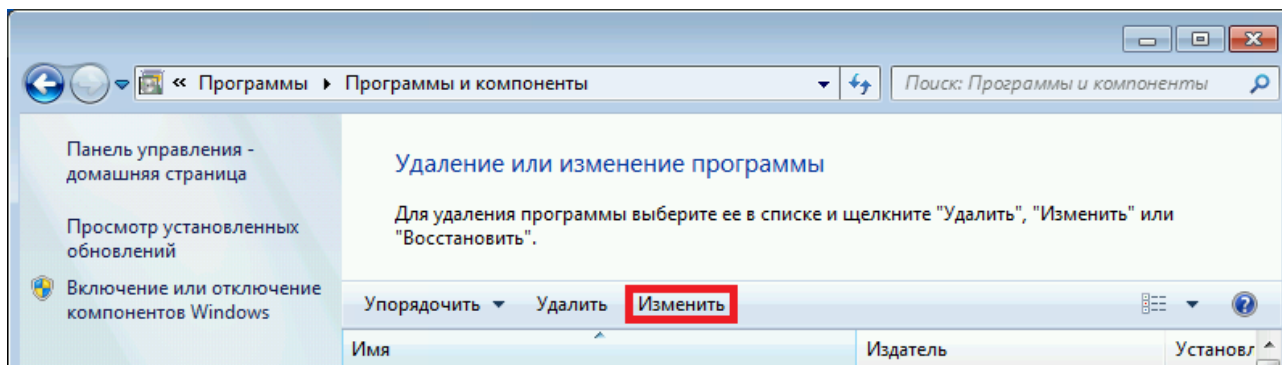 « Программы Программы и компоненты
Поиск: Программы и компоненты
Панель управления -
домашняя страница
Просмотр установленных
обновлений
Включение или отключение
компонентов Windows
Удаление или изменение программы
Для удаления программы выберите ее в списке и щелкните "Удалить", "Изменить" или
"Восстановить".
Упорядочить Удалить Изменить
Имя Издатель Установл